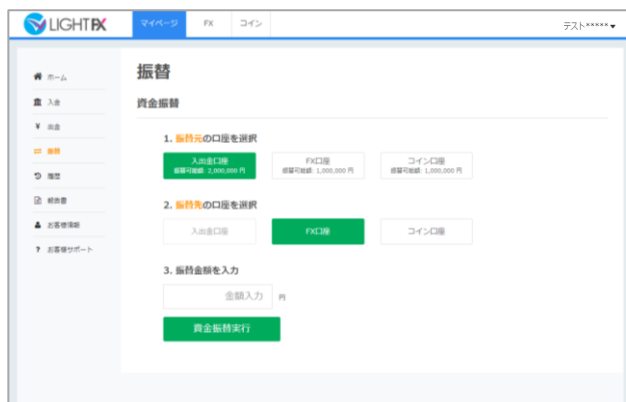 LIGHT FX
マイページ
FX
コイン
テスト*****▼
ホーム
入金
¥ 出金
振替
履歴
報告書
お客様情報
? お客様サポート
振替
資金振替
1. 振替元の口座を選択
入出金口座
振替可能額: 2,000,000 円
FX口座
振替可能額: 1,000,000 円
コイン口座
振替可能額: 1,000,000 円
2. 振替先の口座を選択
入出金口座
FX口座
コイン口座
3. 振替金額を入力
金額入力 円
資金振替実行